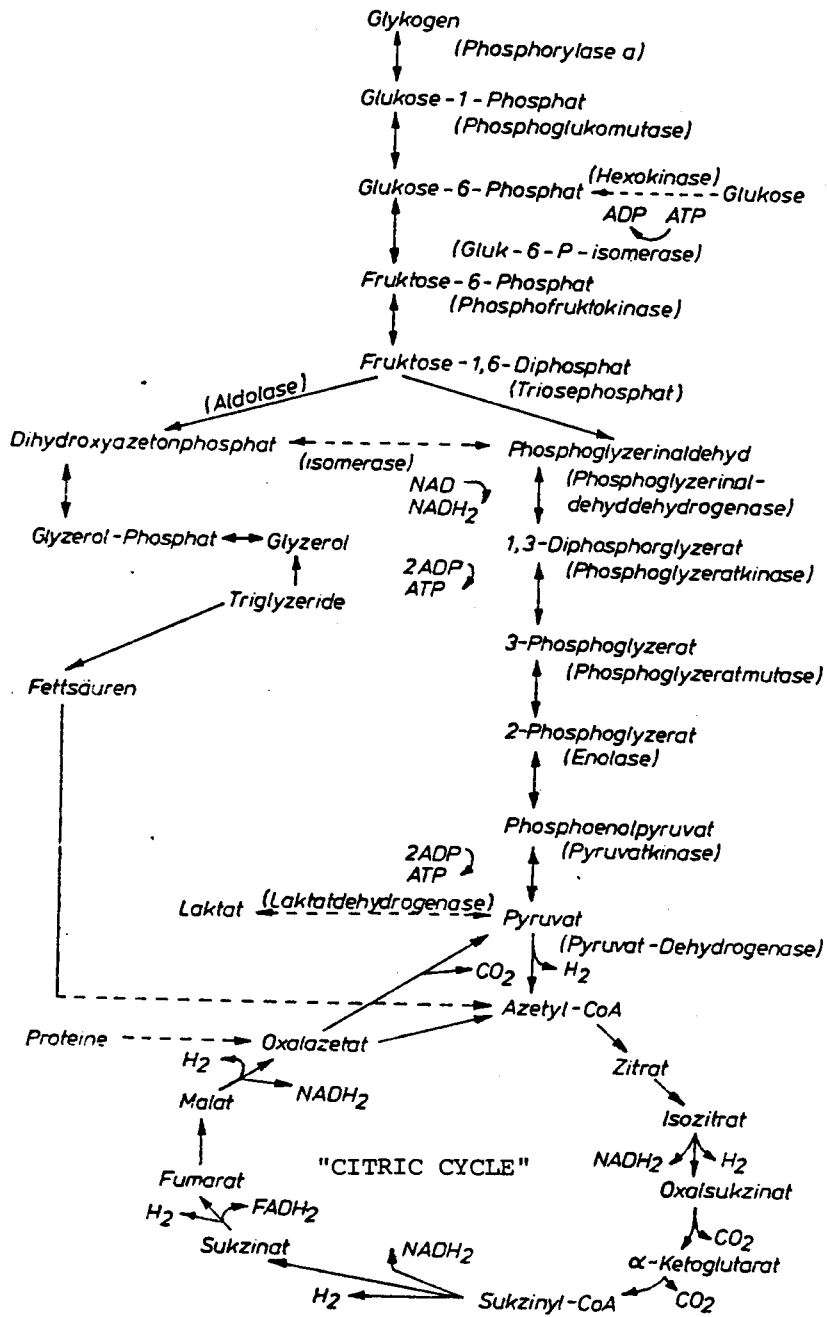 Glykogen
(Phosphorylase a)
Glukose-1-Phosphat
(Phosphoglukomutase)
(Hexokinase)
Glukose-6-Phosphat
Glukose
ADP ATP
(Gluk-6-P-isomerase)
Fruktose-6-Phosphat
(Phosphofruktokinase)
Fruktose-1,6-Diphosphat
(Aldolase)
(Triosephosphat)
Dihydroxyazetonphosphat
(isomerase)
Phosphoglyzerinaldehyd
NAD
NADH2
(Phosphoglyzerinal-
dehyddehydrogenase)
Glyzerol-Phosphat
Glyzerol
1,3-Diphosphorglyzerat
2ADP
ATP
(Phosphoglyzeratkinase)
Triglyzeride
3-Phosphoglyzerat
(Phosphoglyzeratmutase)
Fettsäuren
2-Phosphoglyzerat
(Enolase)
Phosphoenolpyruvat
2ADP
ATP
(Pyruvatkinase)
Laktat
(Laktatdehydrogenase)
Pyruvat
(Pyruvat-Dehydrogenase)
CO2
H2
Azetyl-CoA
Proteine
Oxalazetat
H2
NADH2
Zitrat
Malat
Isozitrat
"CITRIC CYCLE"
NADH2
H2
Fumarat
Oxalsukzinat
H2
FADH2
CO2
Sukzinat
NADH2
α-Ketoglutarat
H2
Sukzinyl-CoA
CO2